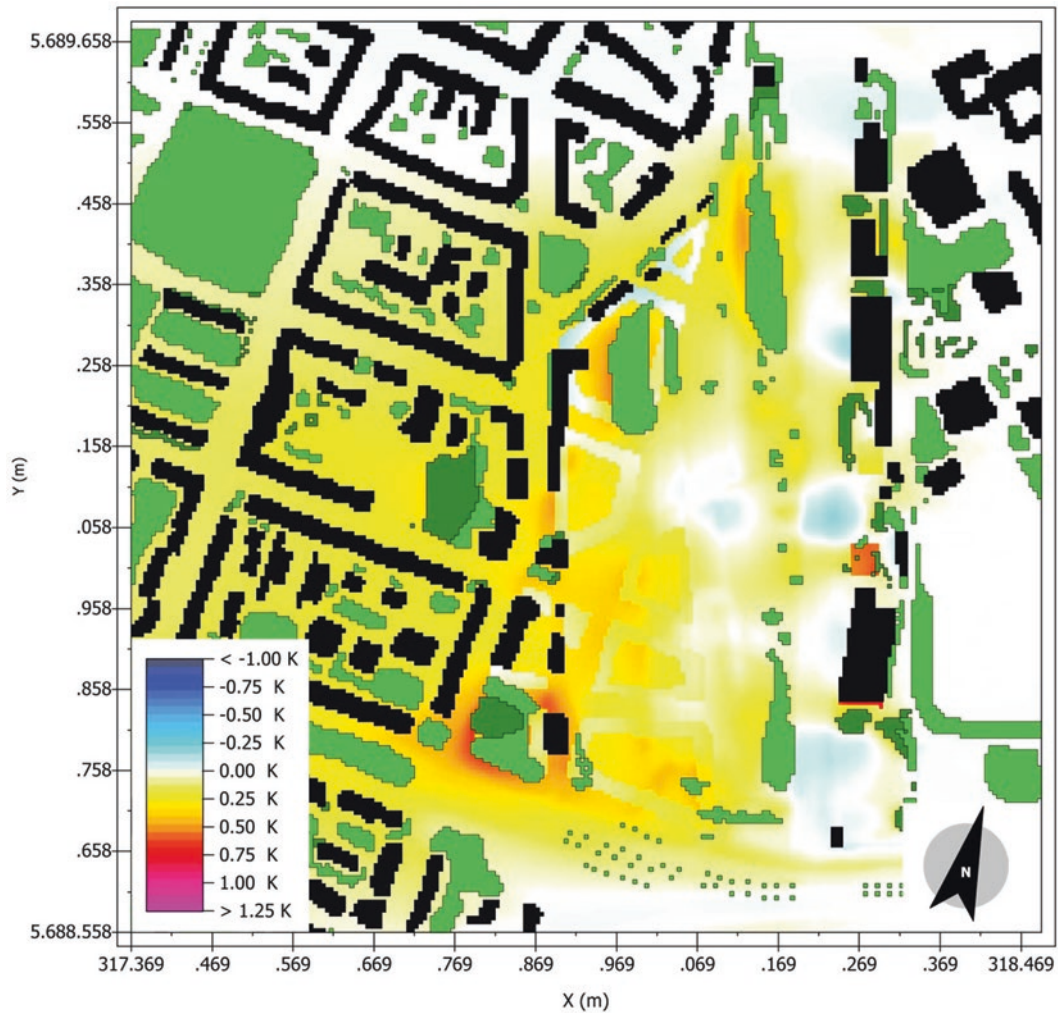 5.689.658
.558
.458
.358
.258
.158
.058
.958
.858
.758
.658
5.688.558
Y (m)
< -1.00 K
-0.75 K
-0.50 K
-0.25 K
0.00 K
0.25 K
0.50 K
0.75 K
1.00 K
> 1.25 K
N
317.369 .469 .569 .669 .769 .869 .969 .069 .169 .269 .369 318.469
X (m)